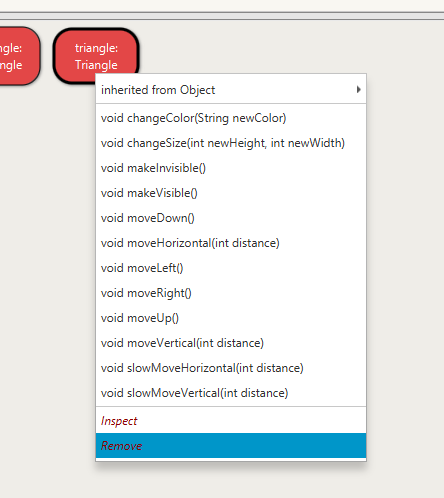 ngle:
ngle
triangle:
Triangle
inherited from Object
void changeColor(String newColor)
void changeSize(int newHeight, int newWidth)
void makeInvisible()
void makeVisible()
void moveDown()
void moveHorizontal(int distance)
void moveLeft()
void moveRight()
void moveUp()
void moveVertical(int distance)
void slowMoveHorizontal(int distance)
void slowMoveVertical(int distance)
Inspect
Remove